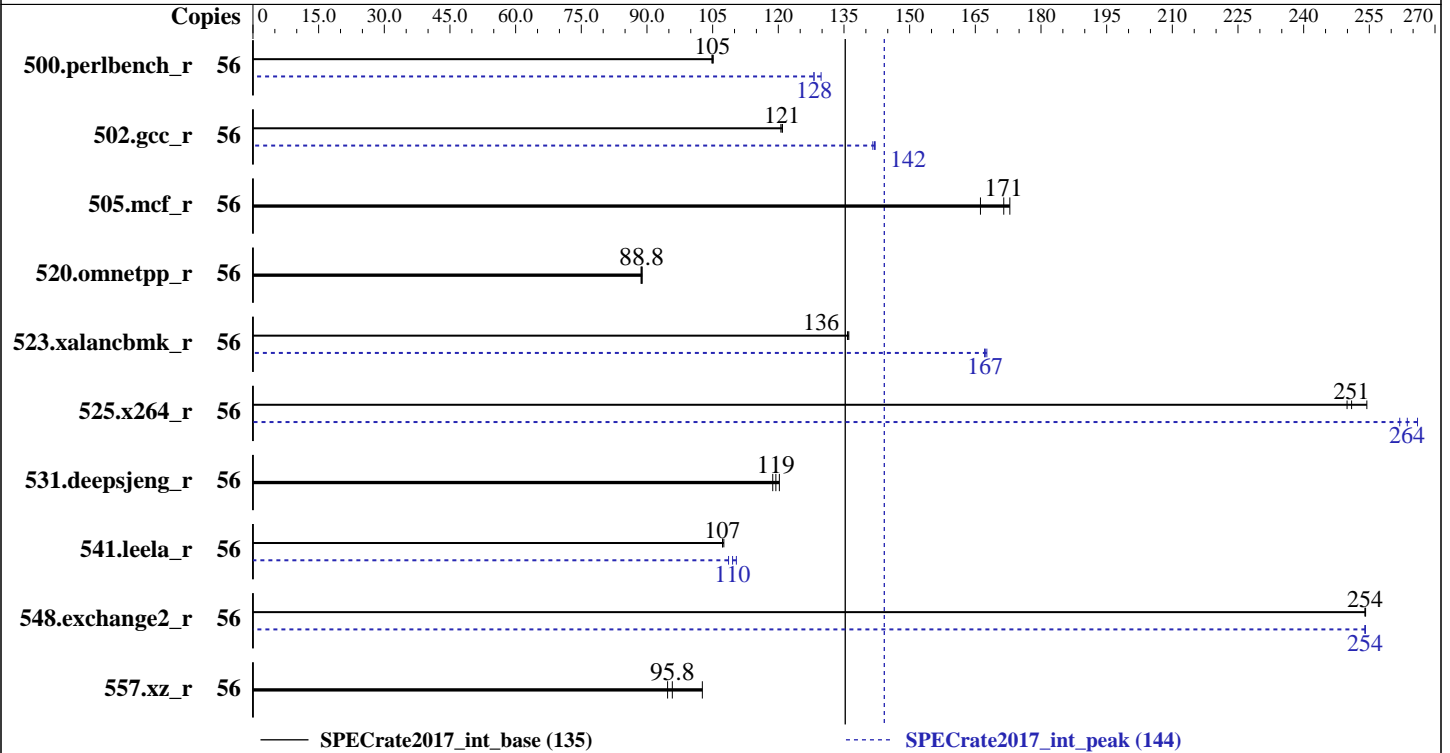 Copies 0 15.0 30.0 45.0 60.0 75.0 90.0 105 120 135 150 165 180 195 210 225 240 255 270
500.perlbench_r 56 105
128
502.gcc_r 56 121
142
505.mcf_r 56 171
520.omnetpp_r 56 88.8
523.xalancbmk_r 56 136
167
525.x264_r 56 251
264
531.deepsjeng_r 56 119
541.leela_r 56 107
110
548.exchange2_r 56 254
254
557.xz_r 56 95.8
SPECrate2017_int_base (135) SPECrate2017_int_peak (144)